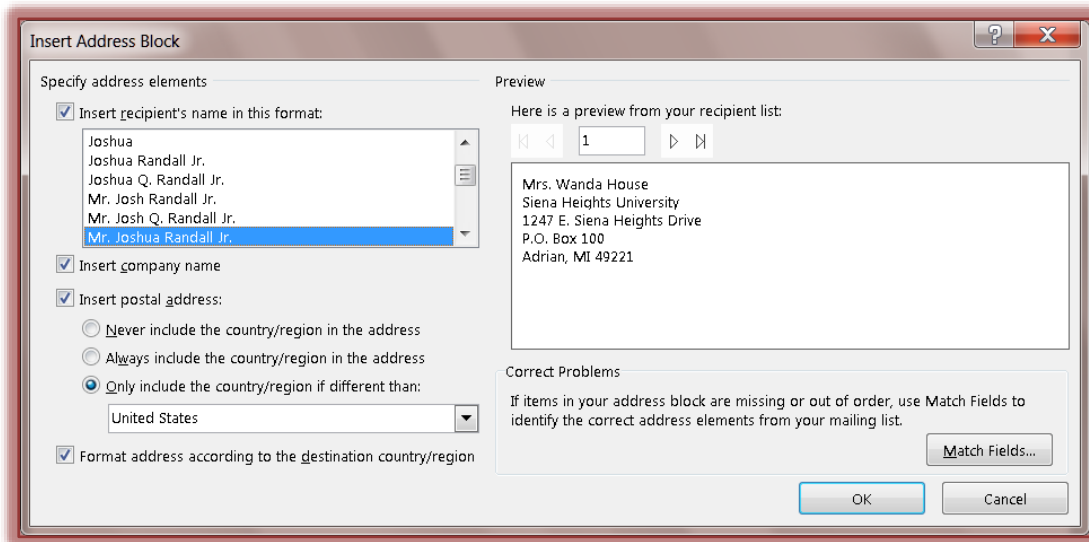 Insert Address Block
Specify address elements
Insert recipient's name in this format:
Joshua
Joshua Randall Jr.
Joshua Q. Randall Jr.
Mr. Josh Randall Jr.
Mr. Josh Q. Randall Jr.
Mr. Joshua Randall Jr.
Insert company name
Insert postal address:
Never include the country/region in the address
Always include the country/region in the address
Only include the country/region if different than:
United States
Format address according to the destination country/region
Preview
Here is a preview from your recipient list:
1
Mrs. Wanda House
Siena Heights University
1247 E. Siena Heights Drive
P.O. Box 100
Adrian, MI 49221
Correct Problems
If items in your address block are missing or out of order, use Match Fields to
identify the correct address elements from your mailing list.
Match Fields...
OK
Cancel